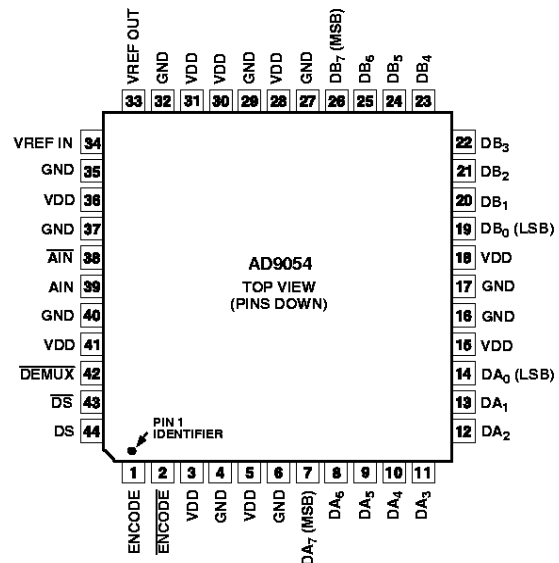 VREF OUT
GND
VDD
VDD
GND
VDD
GND
DB₇ (MSB)
DB₆
DB₅
DB₄
33 32 31 30 29 28 27 26 25 24 23
VREF IN 34
GND 35
VDD 36
GND 37
A̅I̅N̅ 38
AIN 39
GND 40
VDD 41
D̅E̅M̅U̅X̅ 42
D̅S̅ 43
DS 44
22 DB₃
21 DB₂
20 DB₁
19 DB₀ (LSB)
18 VDD
17 GND
16 GND
15 VDD
14 DA₀ (LSB)
13 DA₁
12 DA₂
AD9054
TOP VIEW
(PINS DOWN)
PIN 1
IDENTIFIER
1 2 3 4 5 6 7 8 9 10 11
ENCODE
E̅N̅C̅O̅D̅E̅
VDD
GND
VDD
GND
DA₇ (MSB)
DA₆
DA₅
DA₄
DA₃